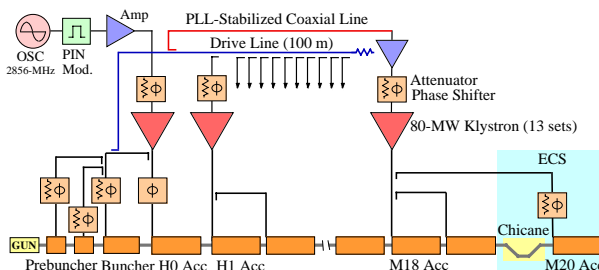 Amp
PLL-Stabilized Coaxial Line
OSC
2856-MHz
PIN
Mod.
Drive Line (100 m)
Attenuator
Phase Shifter
Φ
Φ
Φ
80-MW Klystron (13 sets)
ECS
Φ
Φ
Φ
Φ
Φ
Chicane
GUN
Prebuncher Buncher H0 Acc H1 Acc M18 Acc M20 Acc